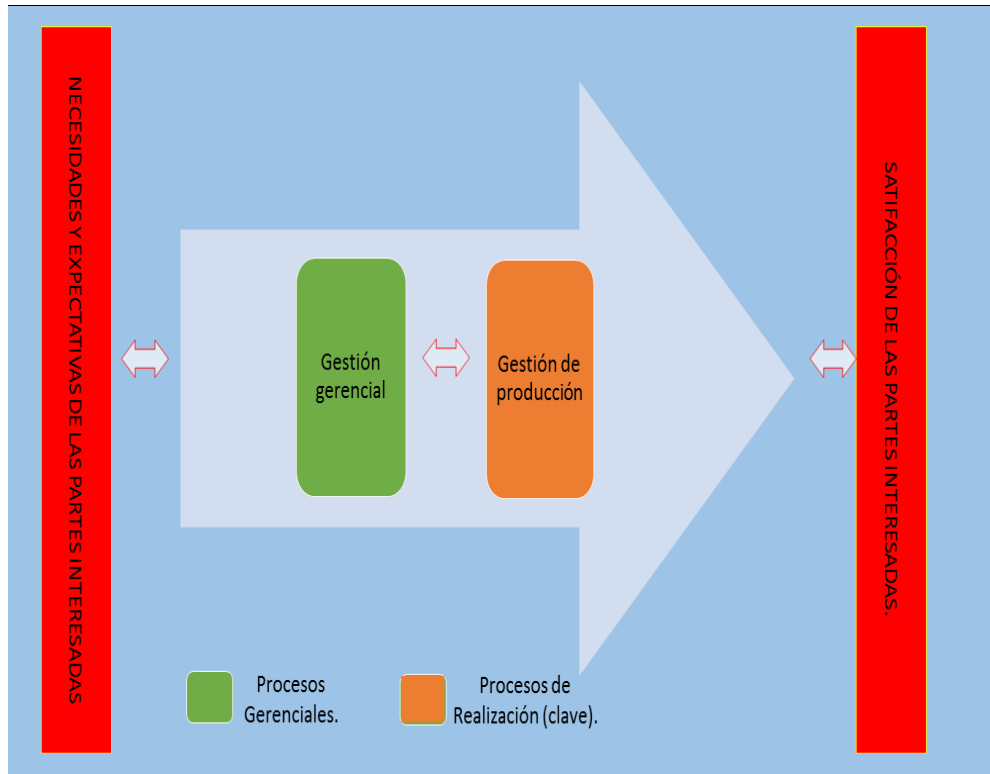 NECESIDADES Y EXPECTATIVAS DE LAS PARTES INTERESADAS
Gestión
gerencial
Gestión de
producción
SATIFACCIÓN DE LAS PARTES INTERESADAS.
Procesos
Gerenciales.
Procesos de
Realización (clave).